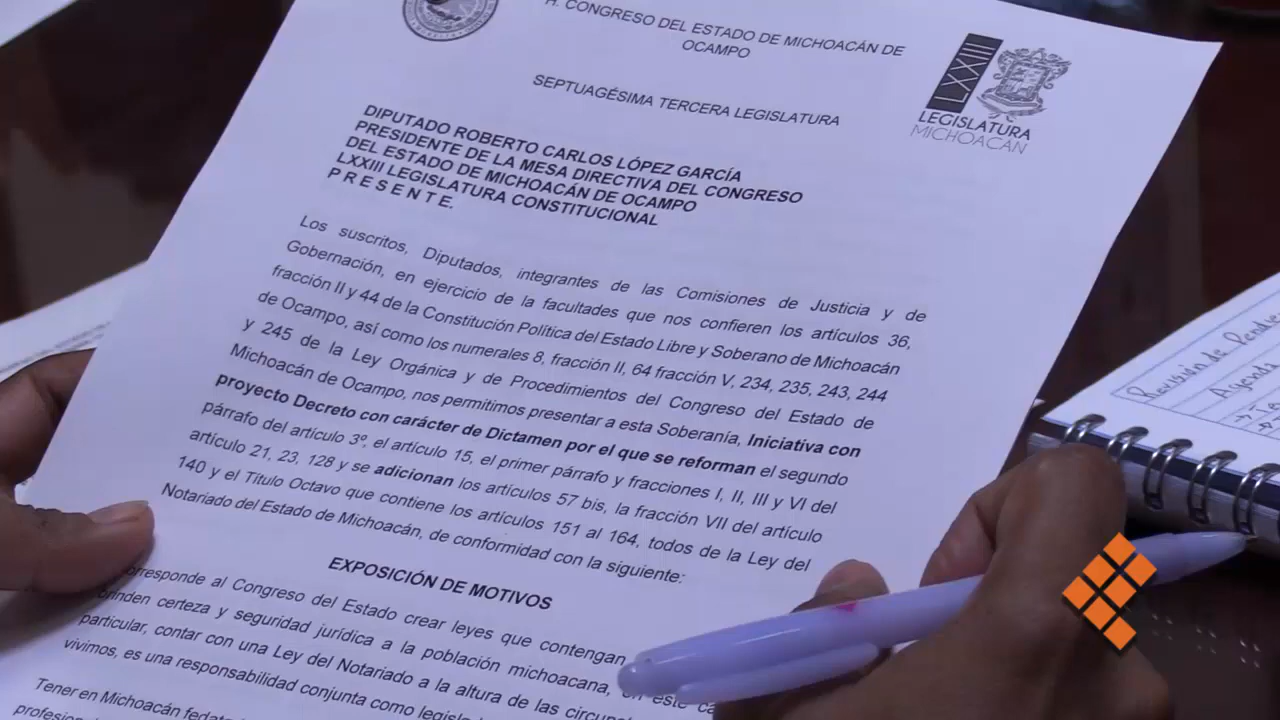 H. CONGRESO DEL ESTADO DE MICHOACÁN DE
OCAMPO
SEPTUAGÉSIMA TERCERA LEGISLATURA
LXXIII
LEGISLATURA
MICHOACÁN
DIPUTADO ROBERTO CARLOS LÓPEZ GARCÍA
PRESIDENTE DE LA MESA DIRECTIVA DEL CONGRESO
DEL ESTADO DE MICHOACÁN DE OCAMPO
LXXIII LEGISLATURA CONSTITUCIONAL
P R E S E N T E.
Los suscritos, Diputados, integrantes de las Comisiones de Justicia y de
Gobernación, en ejercicio de la facultades que nos confieren los artículos 36,
fracción II y 44 de la Constitución Política del Estado Libre y Soberano de Michoacán
de Ocampo, así como los numerales 8, fracción II, 64 fracción V, 234, 235, 243, 244
y 245 de la Ley Orgánica y de Procedimientos del Congreso del Estado de
Michoacán de Ocampo, nos permitimos presentar a esta Soberanía, Iniciativa con
proyecto Decreto con carácter de Dictamen por el que se reforman el segundo
párrafo del artículo 3º, el artículo 15, el primer párrafo y fracciones I, II, III y VI del
artículo 21, 23, 128 y se adicionan los artículos 57 bis, la fracción VII del artículo
140 y el Título Octavo que contiene los artículos 151 al 164, todos de la Ley del
Notariado del Estado de Michoacán, de conformidad con la siguiente:
EXPOSICIÓN DE MOTIVOS
orresponde al Congreso del Estado crear leyes que contengan
brinden certeza y seguridad jurídica a la población michoacana, en este
particular, contar con una Ley del Notariado a la altura de las
vivimos, es una responsabilidad conjunta como
Tener en Michoacán
Revisión de
Agenda